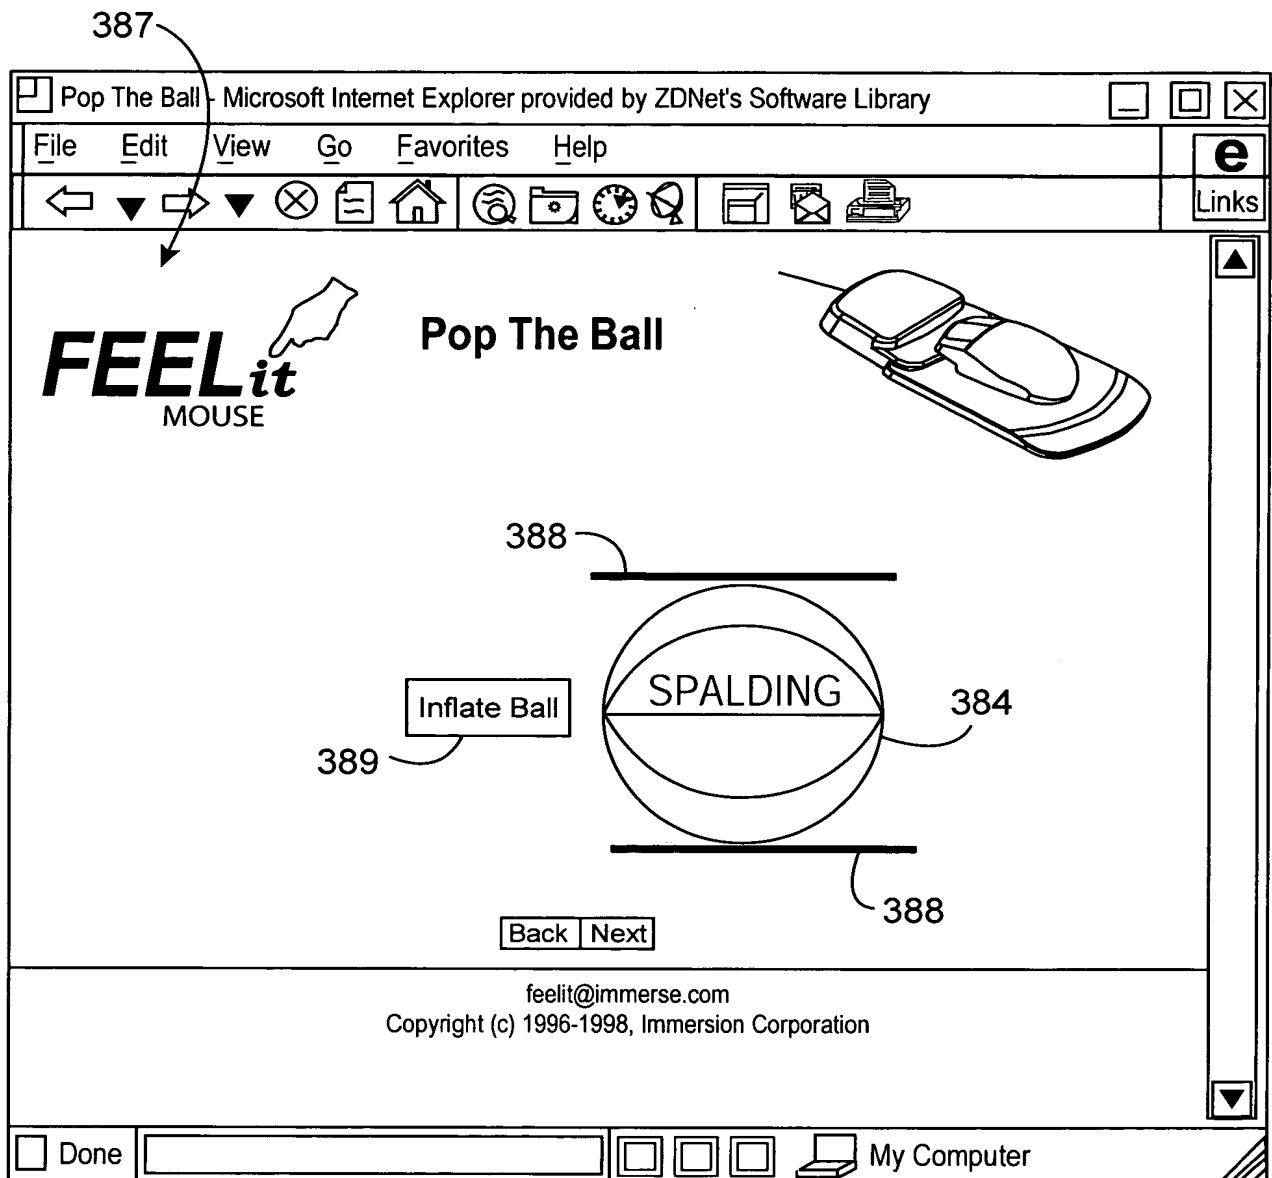 387
Pop The Ball - Microsoft Internet Explorer provided by ZDNet's Software Library
File Edit View Go Favorites Help
e
Links
FEELit
MOUSE
Pop The Ball
388
SPALDING
Inflate Ball
384
389
388
Back Next
feelit@immerse.com
Copyright (c) 1996-1998, Immersion Corporation
Done
My Computer